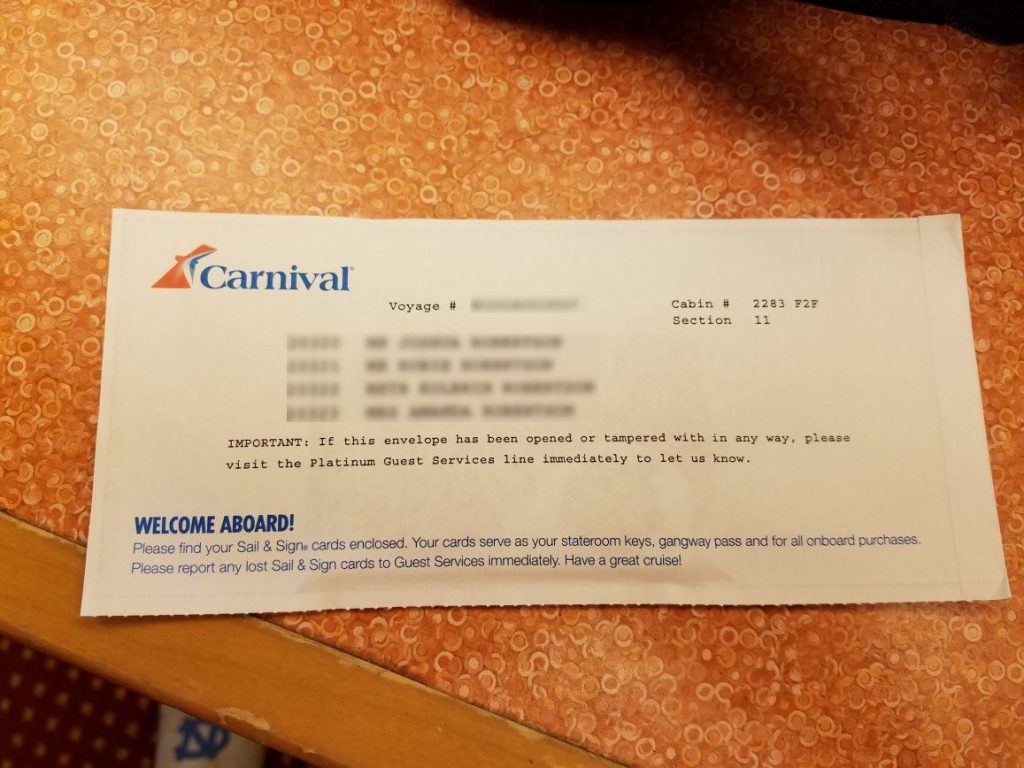 Carnival
Voyage #
Cabin # 2283 F2F
Section 11
IMPORTANT: If this envelope has been opened or tampered with in any way, please
visit the Platinum Guest Services line immediately to let us know.
WELCOME ABOARD!
Please find your Sail & Sign® cards enclosed. Your cards serve as your stateroom keys, gangway pass and for all onboard purchases.
Please report any lost Sail & Sign cards to Guest Services immediately. Have a great cruise!